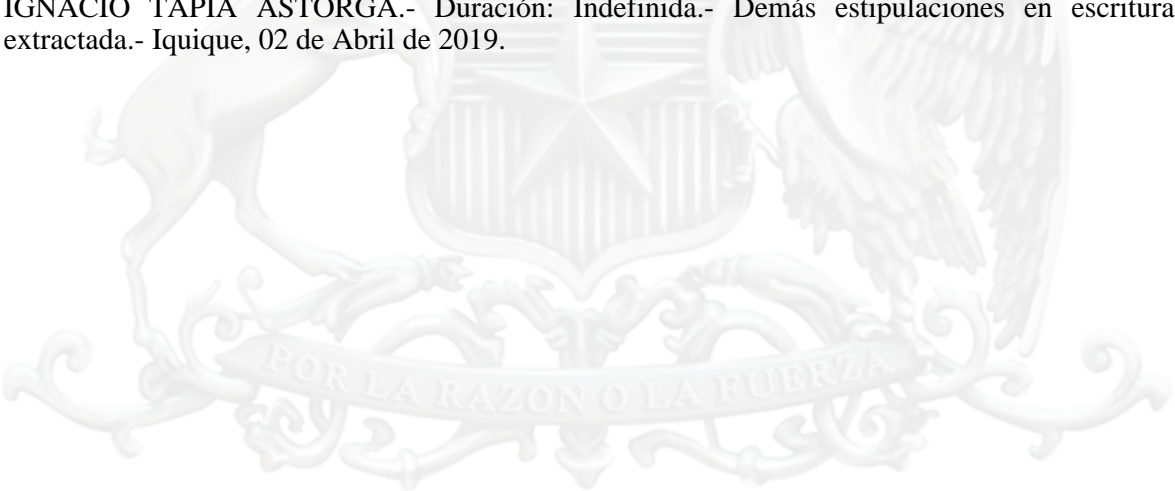 IGNACIO TAPIA ASTORGA.- Duración: Indefinida.- Demás estipulaciones en escritura
extractada.- Iquique, 02 de Abril de 2019.
POR LA RAZON O LA FUERZA